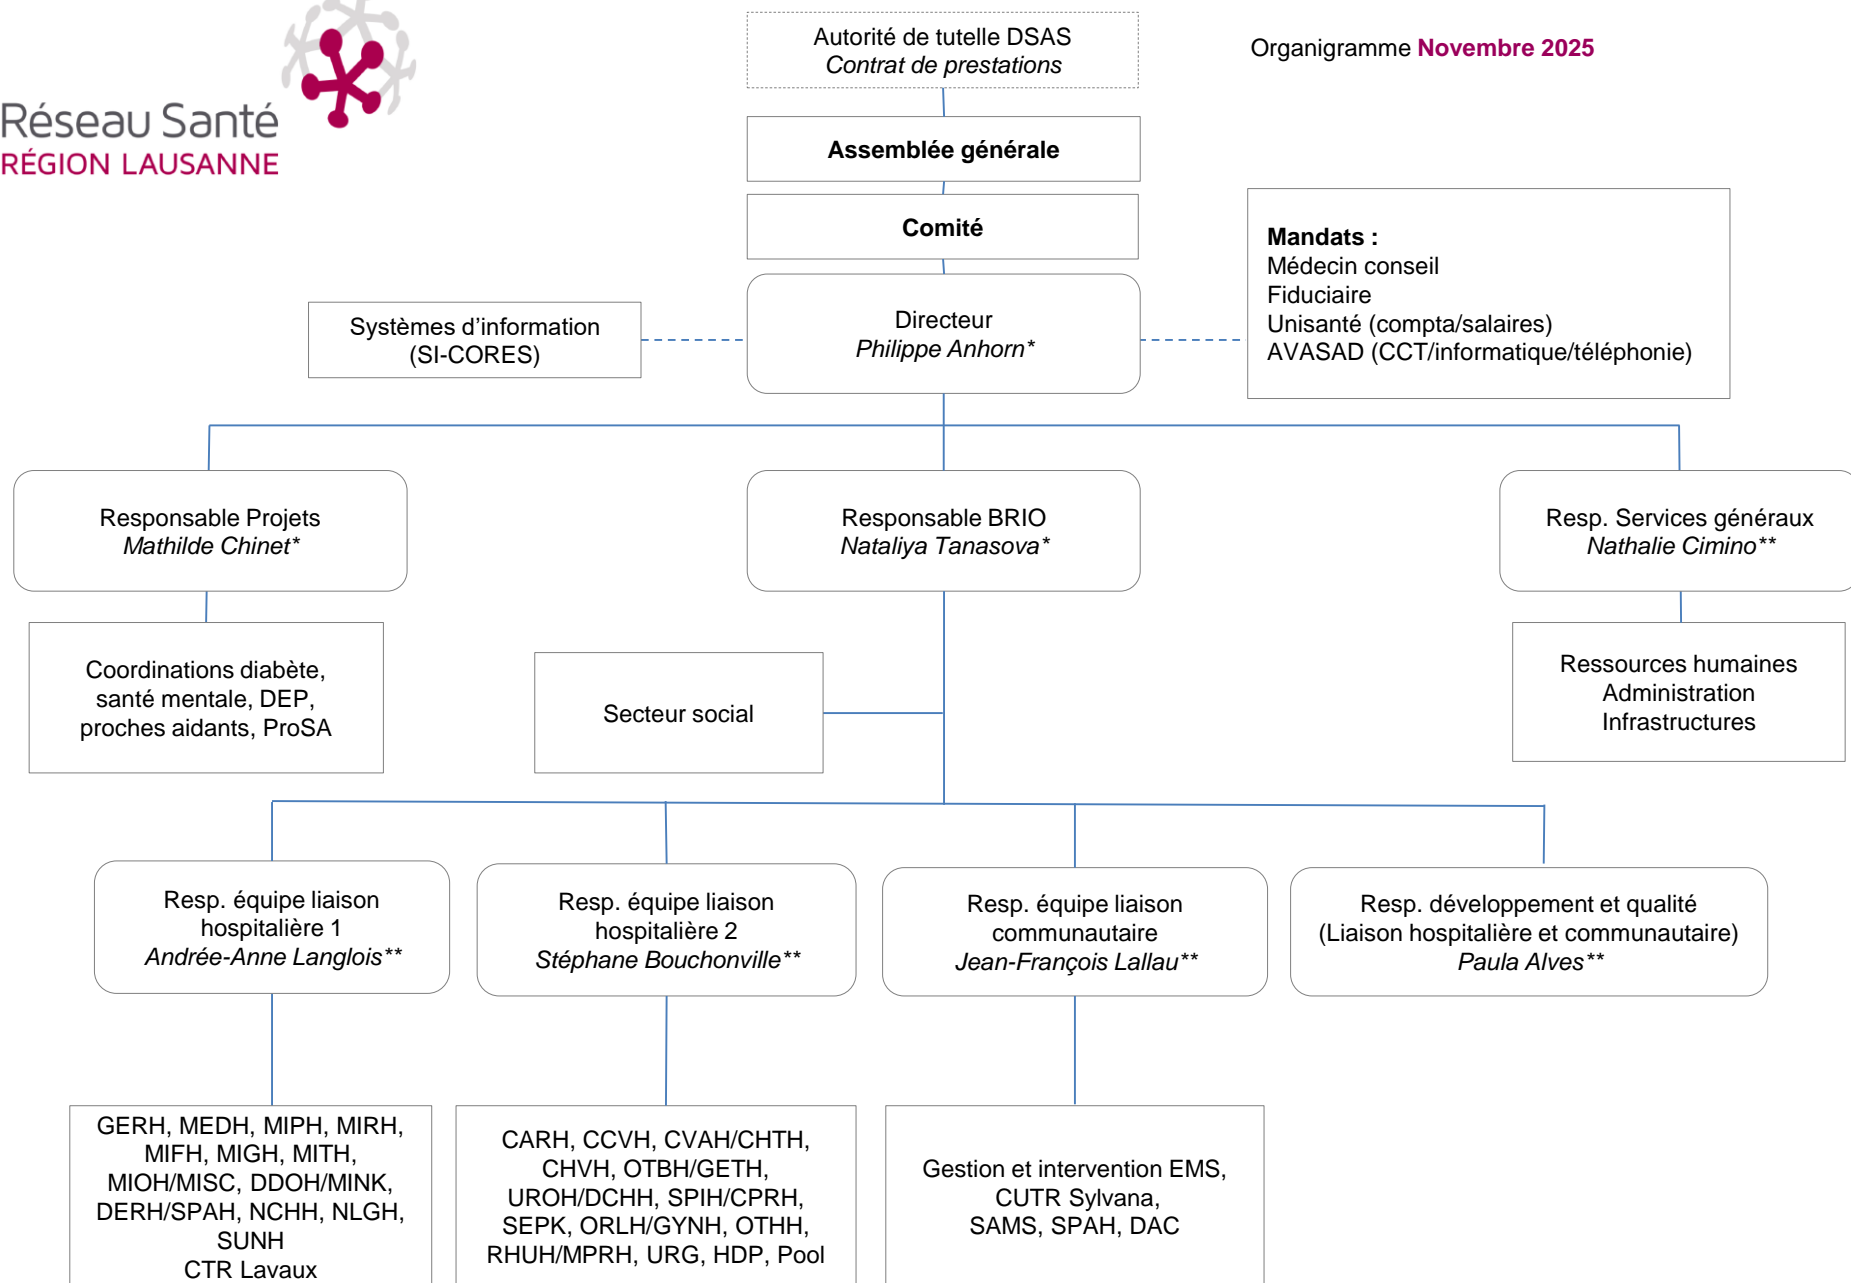 Réseau Santé
RÉGION LAUSANNE
Autorité de tutelle DSAS
Contrat de prestations
Organigramme Novembre 2025
Assemblée générale
Comité
Mandats :
Médecin conseil
Fiduciaire
Unisanté (compta/salaires)
AVASAD (CCT/informatique/téléphonie)
Systèmes d'information
(SI-CORES)
Directeur
Philippe Anhorn*
Responsable Projets
Mathilde Chinet*
Responsable BRIO
Nataliya Tanasova*
Resp. Services généraux
Nathalie Cimino**
Coordinations diabète,
santé mentale, DEP,
proches aidants, ProSA
Secteur social
Ressources humaines
Administration
Infrastructures
Resp. équipe liaison
hospitalière 1
Andrée-Anne Langlois**
Resp. équipe liaison
hospitalière 2
Stéphane Bouchonville**
Resp. équipe liaison
communautaire
Jean-François Lallau**
Resp. développement et qualité
(Liaison hospitalière et communautaire)
Paula Alves**
GERH, MEDH, MIPH, MIRH,
MIFH, MIGH, MITH,
MIOH/MISC, DDOH/MINK,
DERH/SPAH, NCHH, NLGH,
SUNH
CTR Lavaux
CARH, CCVH, CVAH/CHTH,
CHVH, OTBH/GETH,
UROH/DCHH, SPIH/CPRH,
SEPK, ORLH/GYNH, OTHH,
RHUH/MPRH, URG, HDP, Pool
Gestion et intervention EMS,
CUTR Sylvana,
SAMS, SPAH, DAC